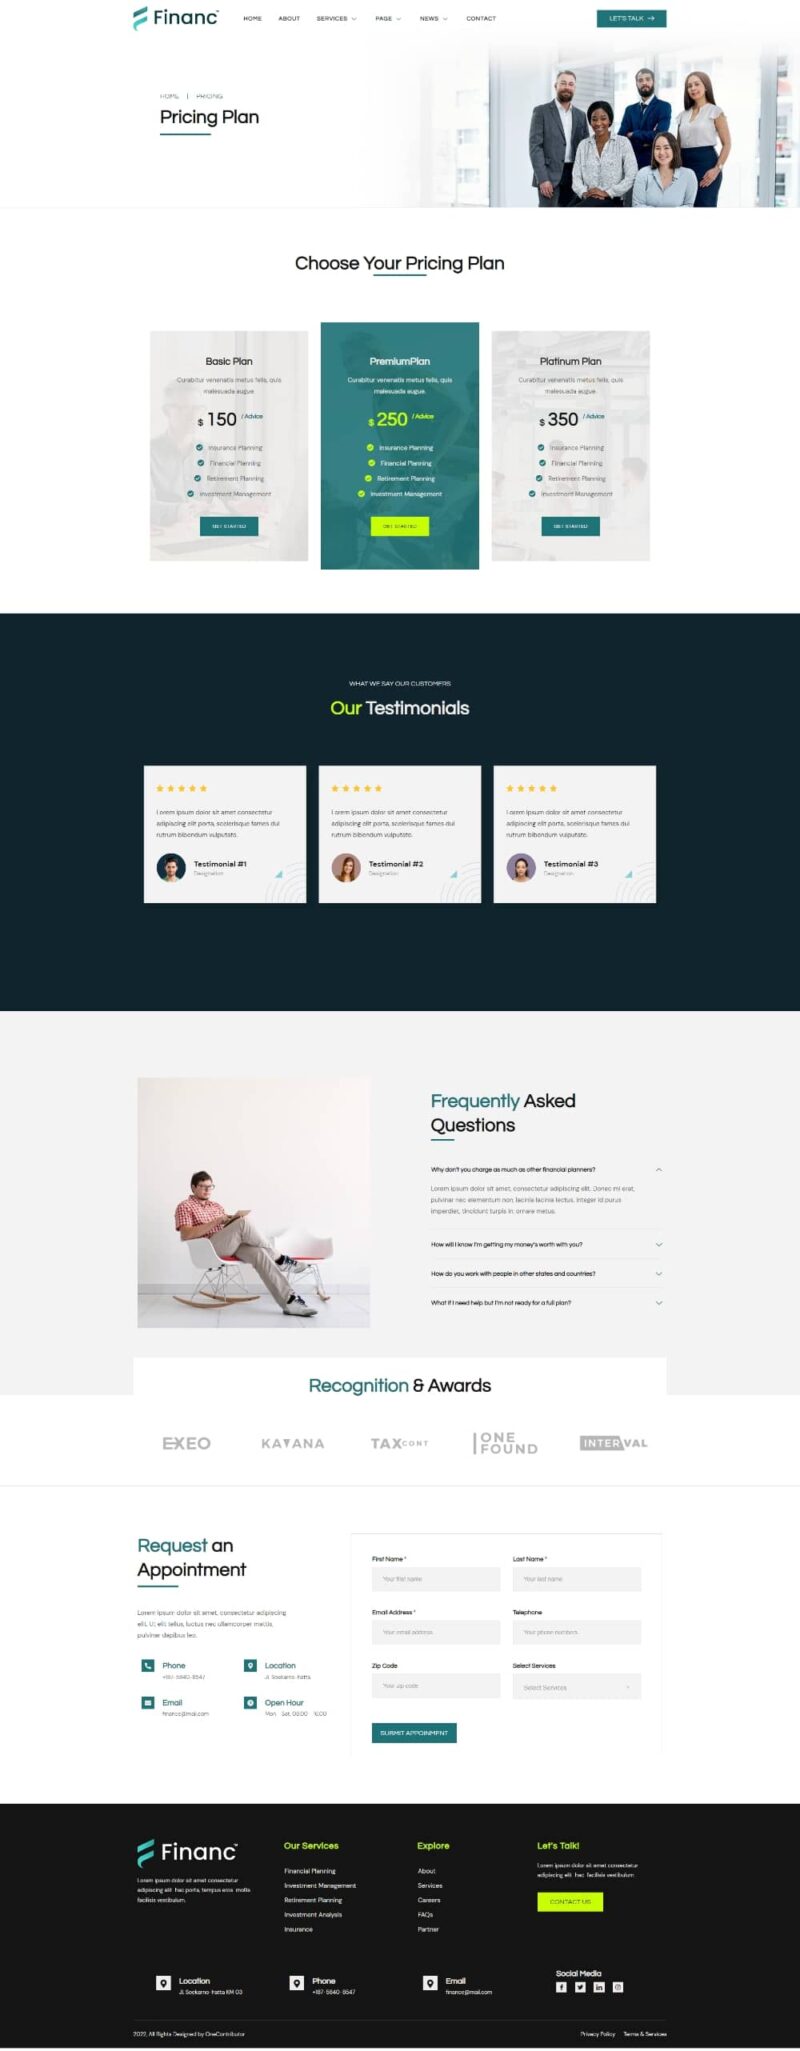 Financ™
HOME ABOUT SERVICES PAGE NEWS CONTACT
LET'S TALK
HOME | PRICING
Pricing Plan
Choose Your Pricing Plan
Basic Plan
Curabitur venenatis metus felis, quis
malesuada augue.
$ 150 / Advice
Insurance Planning
Financial Planning
Retirement Planning
Investment Management
GET STARTED
PremiumPlan
Curabitur venenatis metus felis, quis
malesuada augue.
$ 250 / Advice
Insurance Planning
Financial Planning
Retirement Planning
Investment Management
GET STARTED
Platinum Plan
Curabitur venenatis metus felis, quis
malesuada augue.
$ 350 / Advice
Insurance Planning
Financial Planning
Retirement Planning
Investment Management
GET STARTED
WHAT WE SAY OUR CUSTOMERS
Our Testimonials
Lorem ipsum dolor sit amet consectetur
adipiscing elit porta, scelerisque fames dui
rutrum bibendum vulputate.
Testimonial #1
Designation
Lorem ipsum dolor sit amet consectetur
adipiscing elit porta, scelerisque fames dui
rutrum bibendum vulputate.
Testimonial #2
Designation
Lorem ipsum dolor sit amet consectetur
adipiscing elit porta, scelerisque fames dui
rutrum bibendum vulputate.
Testimonial #3
Designation
Frequently Asked
Questions
Why don't you charge as much as other financial planners?
Lorem ipsum dolor sit amet, consectetur adipiscing elit. Donec mi erat,
pulvinar nec elementum non, lacinia lacinia lectus. Integer id purus
imperdiet, tincidunt turpis in, ornare metus.
How will I know I'm getting my money's worth with you?
How do you work with people in other states and countries?
What if I need help but I'm not ready for a full plan?
Recognition & Awards
EXEO
KAVANA
TAXCONT
ONE
FOUND
INTERVAL
Request an
Appointment
Lorem ipsum dolor sit amet, consectetur adipiscing
elit. Ut elit tellus, luctus nec ullamcorper mattis,
pulvinar dapibus leo.
Phone
+187-5640-8547
Location
Jl. Soekarno-hatta
Email
finance@mail.com
Open Hour
Mon - Sat, 09.00 - 16.00
First Name *
Your first name
Last Name *
Your last name
Email Address *
Your email address
Telephone
Your phone numbers
Zip Code
Your zip code
Select Services
Select Services
SUBMIT APPOINMENT
Financ™
Lorem ipsum dolor sit amet consectetur
adipiscing elit hac porta, tempus eros mollis
facilisis vestibulum.
Our Services
Financial Planning
Investment Management
Retirement Planning
Investment Analysis
Insurance
Explore
About
Services
Careers
FAQs
Partner
Let's Talk!
Lorem ipsum dolor sit amet consectetur
adipiscing elit hac facilisis vestibulum
CONTACT US
Location
Jl. Soekarno-hatta KM 03
Phone
+187-5640-8547
Email
finance@mail.com
Social Media
2022, All Rights Designed by OneContributor
Privacy Policy Terms & Services